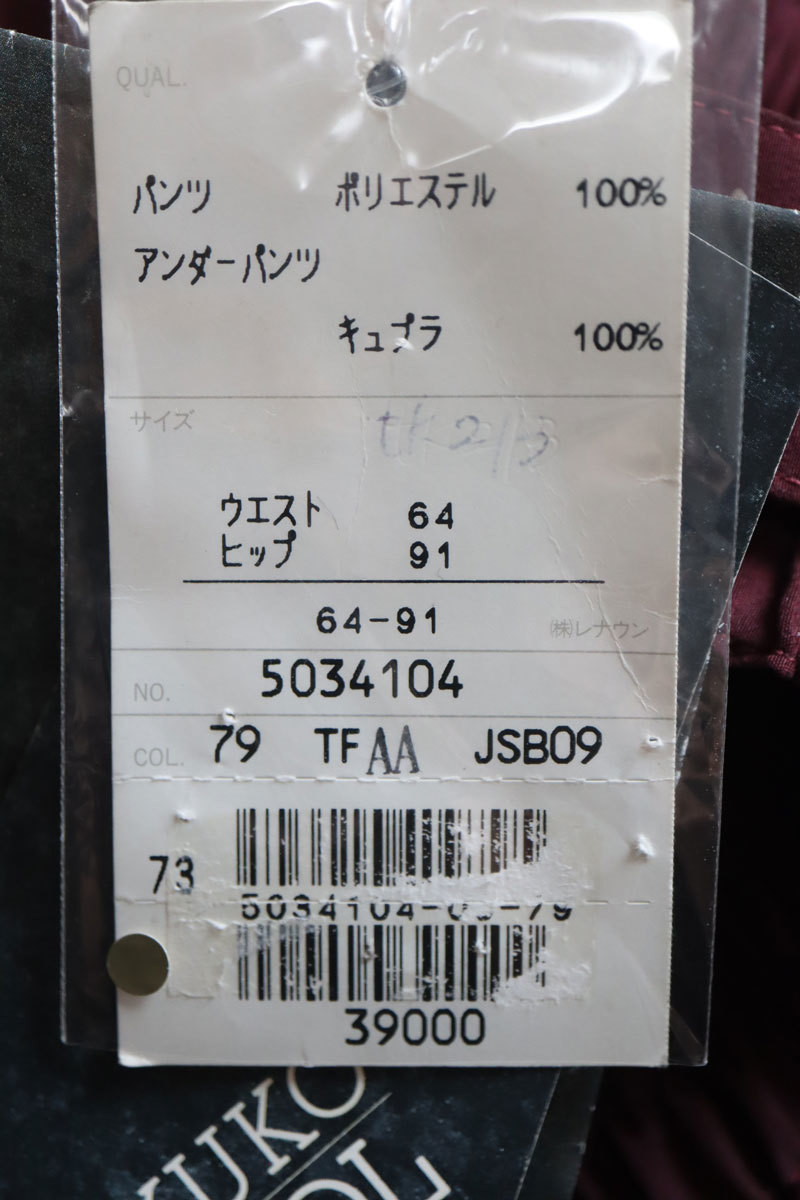 QUAL.
パンツ ポリエステル 100%
アンダーパンツ
キュプラ 100%
サイズ
ウエスト 64
ヒップ 91
64-91
㈱レナウン
NO. 5034104
COL. 79 TF AA JSB09
73
39000